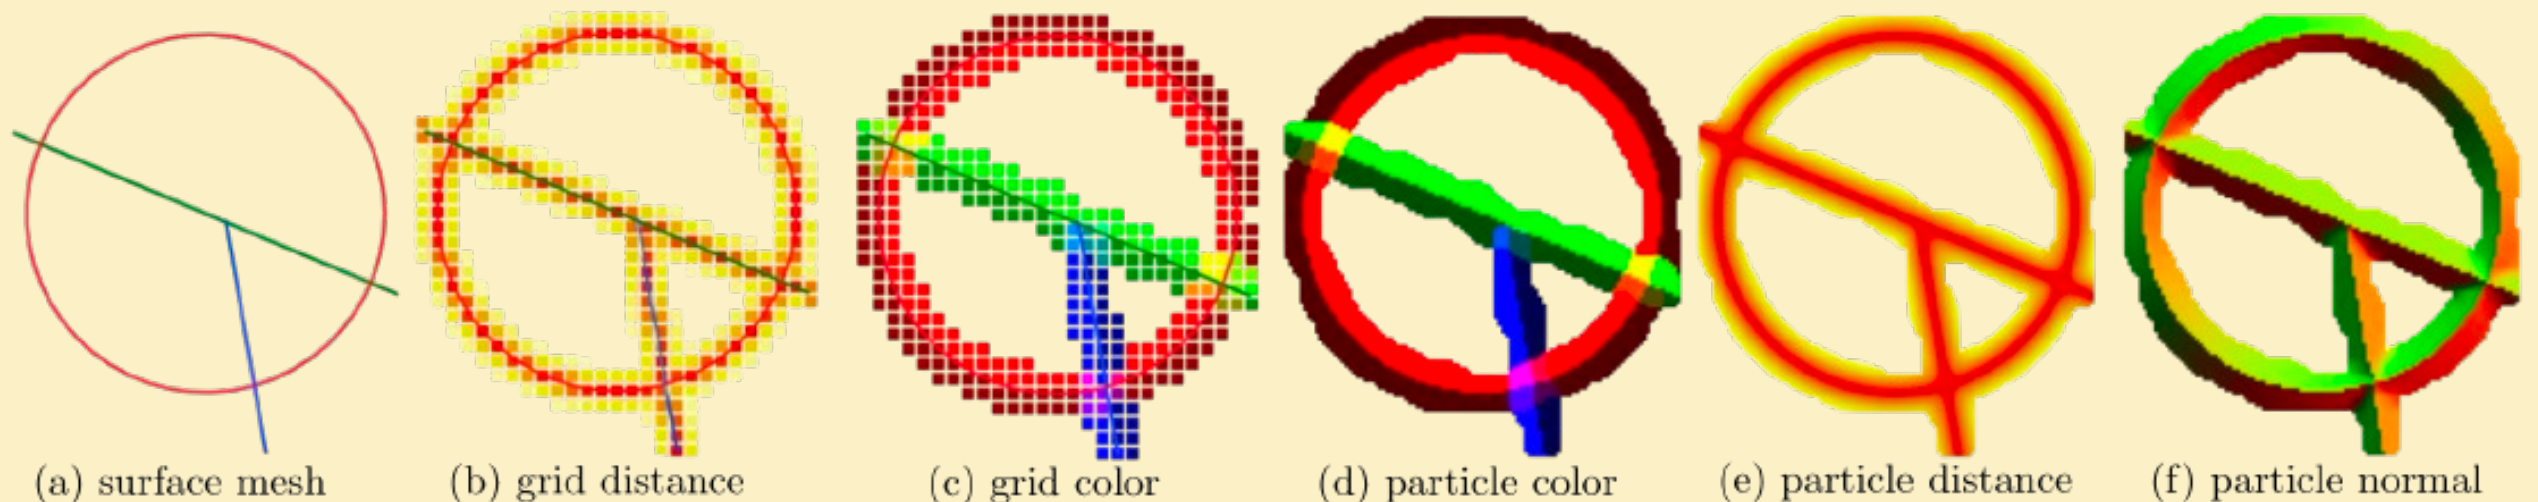 (a) surface mesh (b) grid distance (c) grid color (d) particle color (e) particle distance (f) particle normal